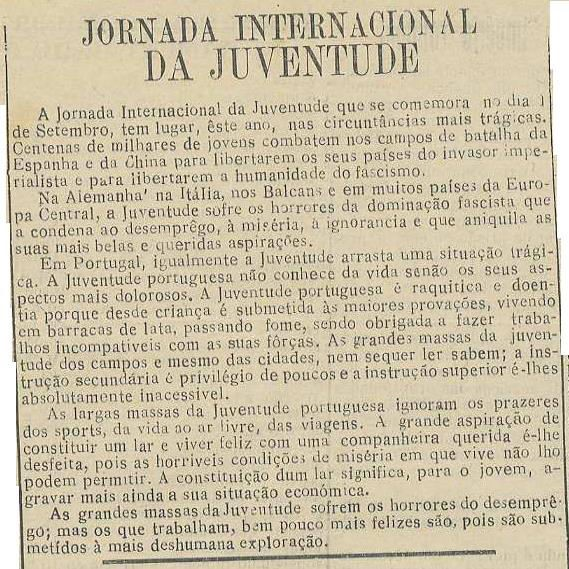 JORNADA INTERNACIONAL
DA JUVENTUDE
A Jornada Internacional da Juventude que se comemora no dia 1
de Setembro, tem lugar, êste ano, nas circuntâncias mais trágicas.
Centenas de milhares de jovens combatem nos campos de batalha da
Espanha e da China para libertarem os seus países do invasor impe-
rialista e para libertarem a humanidade do fascismo.
Na Alemanha' na Itália, nos Balcans e em muitos países da Euro-
pa Central, a Juventude sofre os horrores da dominação fascista que
a condena ao desemprêgo, à miséria, à ignorancia e que aniquila as
suas mais belas e queridas aspirações.
Em Portugal, igualmente a Juventude arrasta uma situação trági-
ca. A Juventude portuguesa não conhece da vida senão os seus as-
pectos mais dolorosos. A Juventude portuguesa é raquitica e doen-
tia porque desde criança é submetida às maiores provações, vivendo
em barracas de lata, passando fome, sendo obrigada a fazer traba-
lhos incompativeis com as suas fôrças. As grandes massas da juven-
tude dos campos e mesmo das cidades, nem sequer ler sabem; a ins-
trução secundária é privilégio de poucos e a instrução superior é-lhes
absolutamente inacessivel.
As largas massas da Juventude portuguesa ignoram os prazeres
dos sports, da vida ao ar livre, das viagens. A grande aspiração de
constituir um lar e viver feliz com uma companheira querida é-lhe
desfeita, pois as horriveis condições de miséria em que vive não lho
podem permitir. A constituição dum lar significa, para o jovem, a-
gravar mais ainda a sua situação económica.
As grandes massas da Juventude sofrem os horrores do desemprê-
gó; mas os que trabalham, bem pouco mais felizes são, pois são sub-
metídos à mais deshumana exploração.